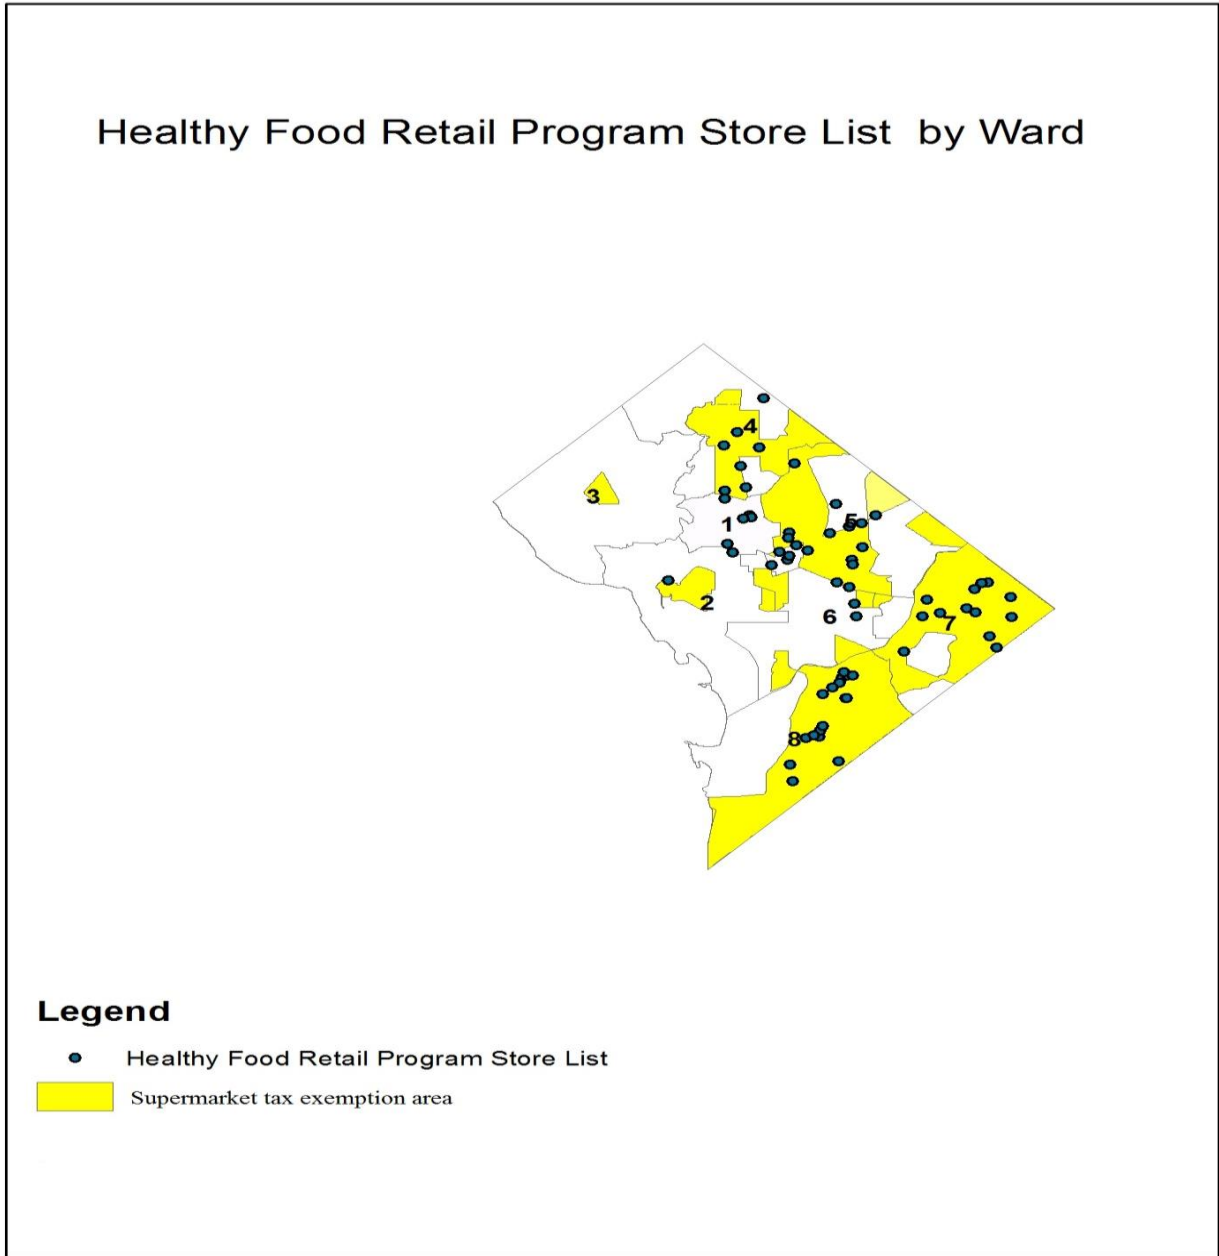 Healthy Food Retail Program Store List by Ward
4
3
5
1
2
6
7
8
Legend
Healthy Food Retail Program Store List
Supermarket tax exemption area